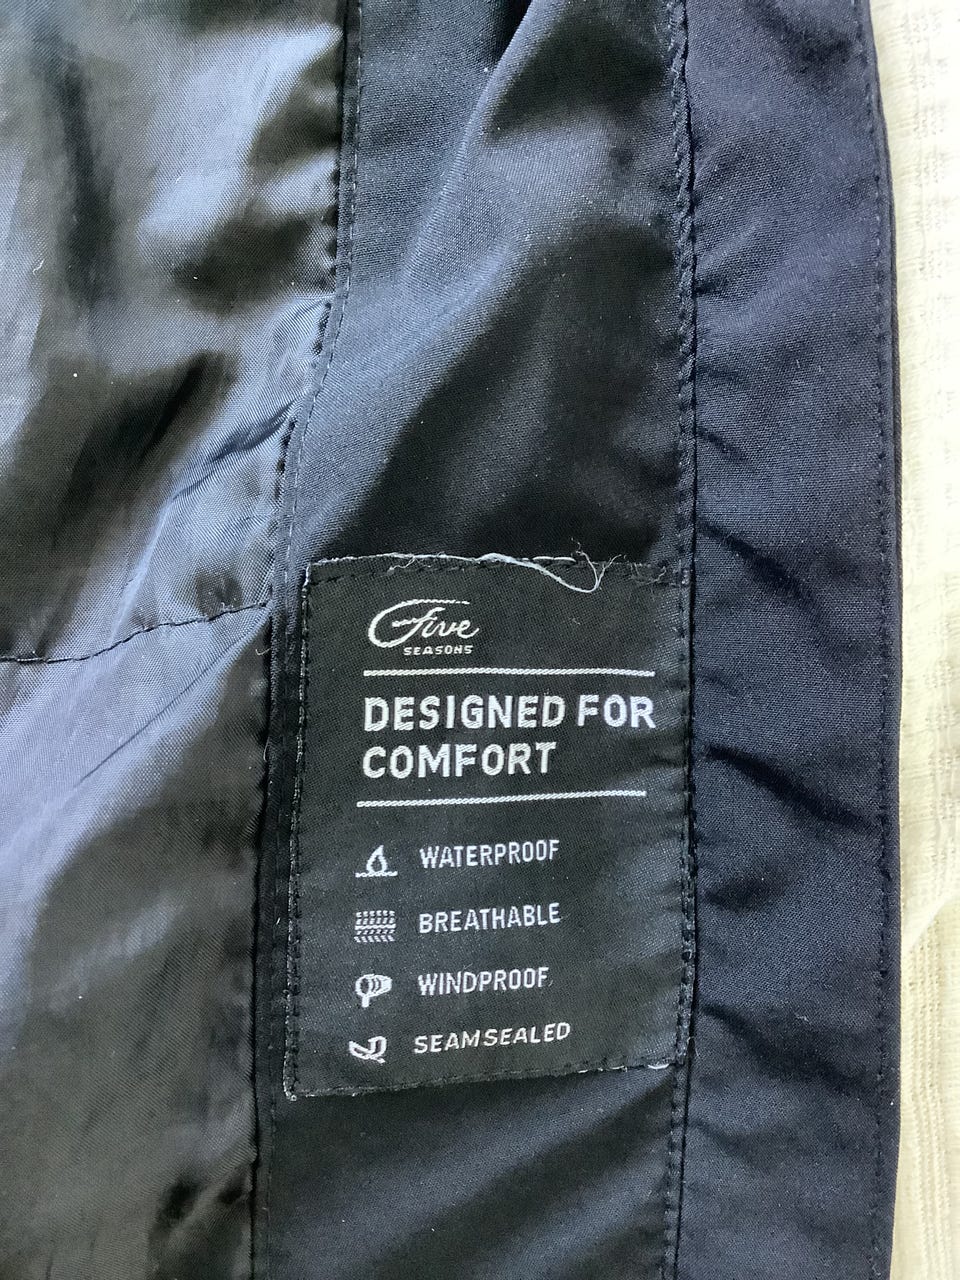 Five
SEASONS
DESIGNED FOR
COMFORT
WATERPROOF
BREATHABLE
WINDPROOF
SEAMSEALED